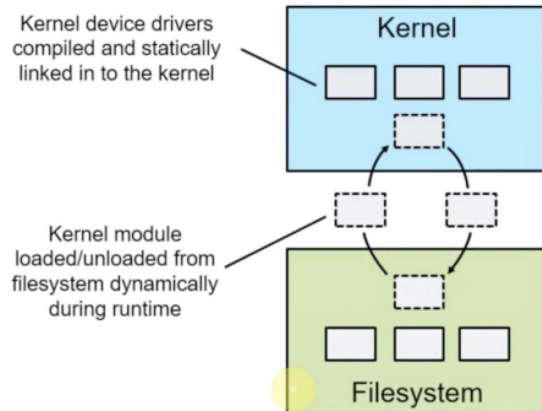 Kernel device drivers
compiled and statically
linked in to the kernel
Kernel
Kernel module
loaded/unloaded from
filesystem dynamically
during runtime
Filesystem